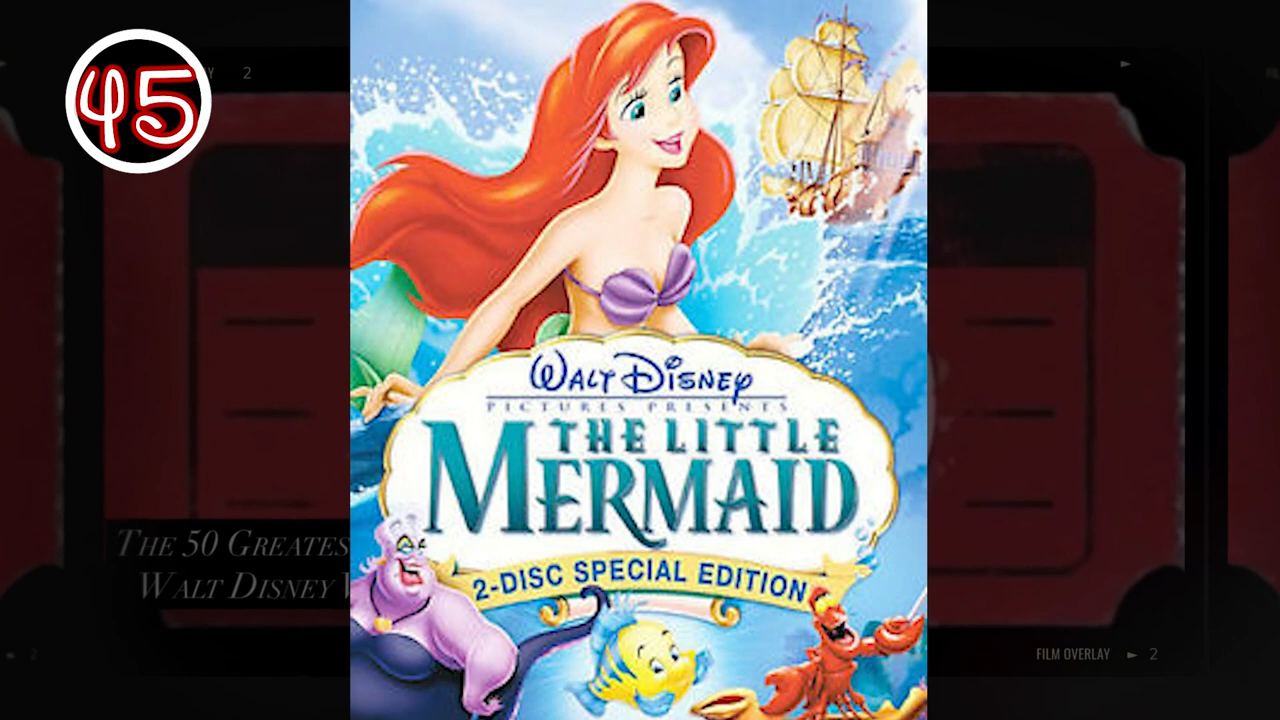 45
Y 2
WALT DISNEY
PICTURES PRESENTS
THE LITTLE
MERMAID
2-DISC SPECIAL EDITION
THE 50 GREATES
WALT DISNEY V
FILM OVERLAY ► 2
► 2